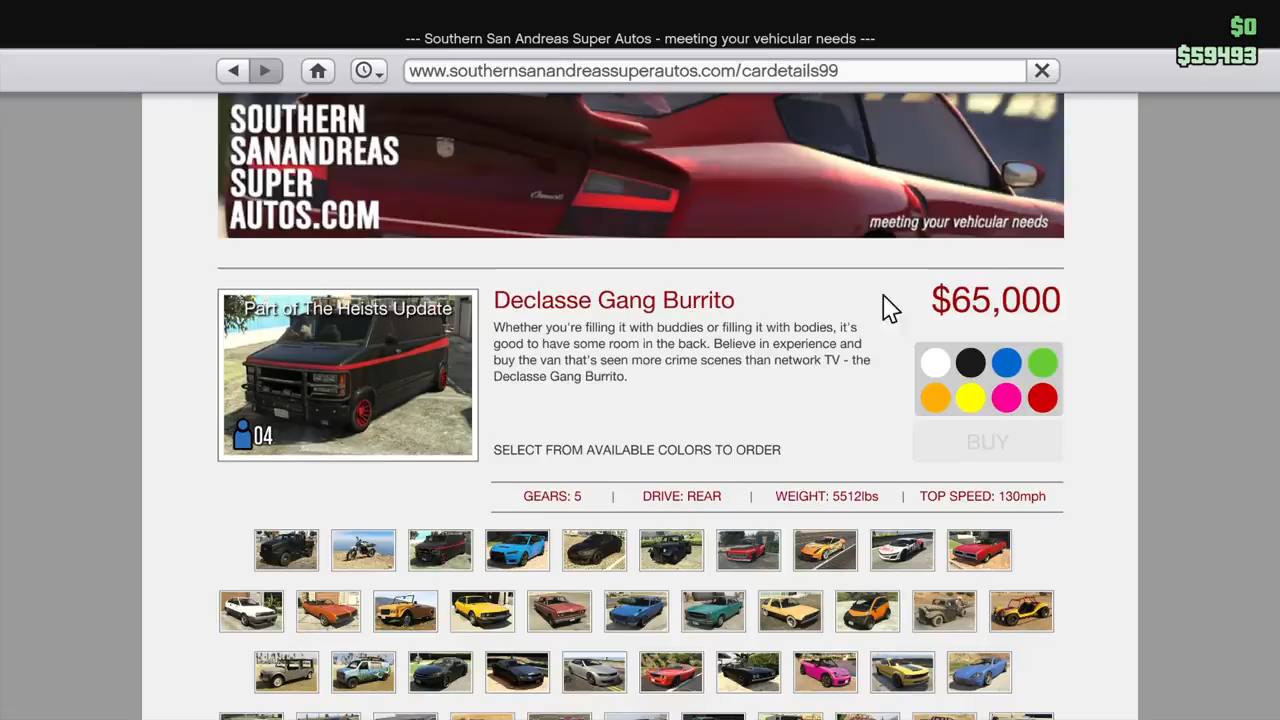 $0
--- Southern San Andreas Super Autos - meeting your vehicular needs ---
$59493
www.southernsanandreassuperautos.com/cardetails99
SOUTHERN
SANANDREAS
SUPER
AUTOS.COM
meeting your vehicular needs
Part of The Heists Update
04
Declasse Gang Burrito
$65,000
Whether you're filling it with buddies or filling it with bodies, it's
good to have some room in the back. Believe in experience and
buy the van that's seen more crime scenes than network TV - the
Declasse Gang Burrito.
SELECT FROM AVAILABLE COLORS TO ORDER
BUY
GEARS: 5 | DRIVE: REAR | WEIGHT: 5512lbs | TOP SPEED: 130mph